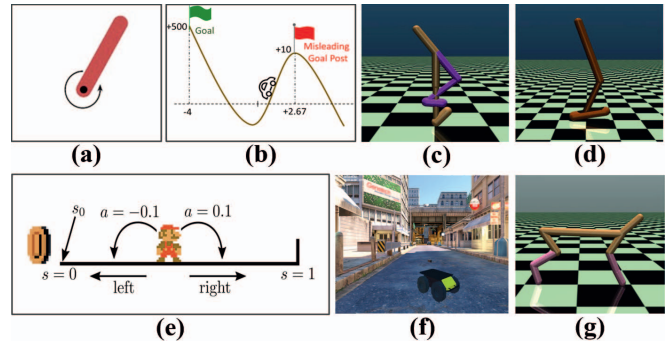 +500
Goal
+10
Misleading
Goal Post
-4
+2.67
(a)
(b)
(c)
(d)
s₀
a = −0.1
a = 0.1
s = 0
left
right
s = 1
(e)
(f)
(g)